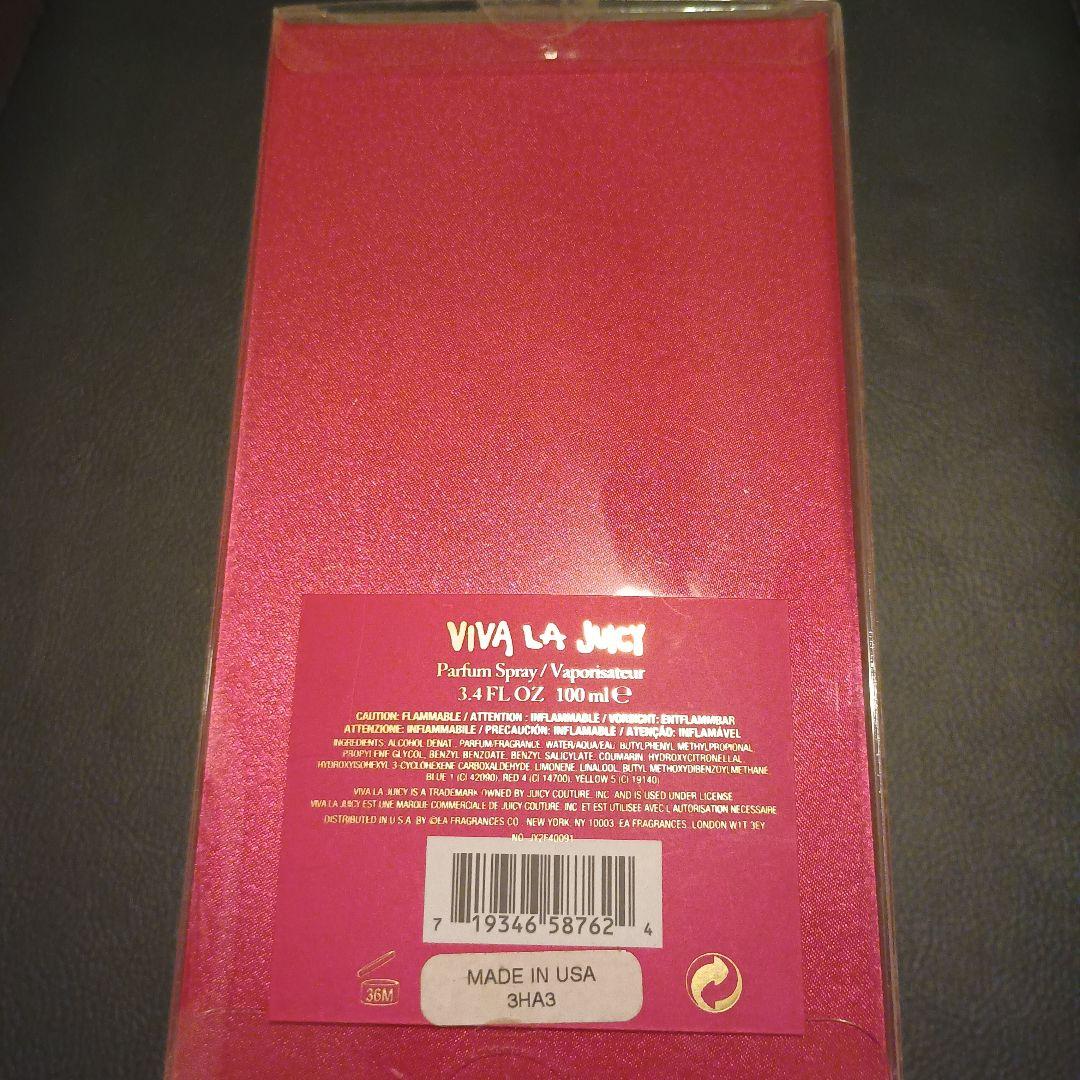 VIVA LA JUICY
Parfum Spray / Vaporisateur
3.4 FL OZ 100 ml ℮
CAUTION: FLAMMABLE / ATTENTION : INFLAMMABLE / VORSICHT: ENTFLAMMBAR
ATTENZIONE: INFIAMMABILE / PRECAUCIÓN: INFLAMABLE / ATENÇÃO: INFLAMÁVEL
INGREDIENTS: ALCOHOL DENAT., PARFUM/FRAGRANCE, WATER/AQUA/EAU, BUTYLPHENYL METHYLPROPIONAL,
PROPYLENE GLYCOL, BENZYL BENZOATE, BENZYL SALICYLATE, COUMARIN, HYDROXYCITRONELLAL,
HYDROXYISOHEXYL 3-CYCLOHEXENE CARBOXALDEHYDE, LIMONENE, LINALOOL, BUTYL METHOXYDIBENZOYLMETHANE,
BLUE 1 (CI 42090), RED 4 (CI 14700), YELLOW 5 (CI 19140)
VIVA LA JUICY IS A TRADEMARK OWNED BY JUICY COUTURE, INC. AND IS USED UNDER LICENSE
VIVA LA JUICY EST UNE MARQUE COMMERCIALE DE JUICY COUTURE, INC. ET EST UTILISÉE AVEC L'AUTORISATION NÉCESSAIRE
DISTRIBUTED IN U.S.A. BY ©EA FRAGRANCES CO., NEW YORK, NY 10003 EA FRAGRANCES, LONDON W1T 3EY
NO. JY2F40091
7 19346 58762 4
36M
MADE IN USA
3HA3